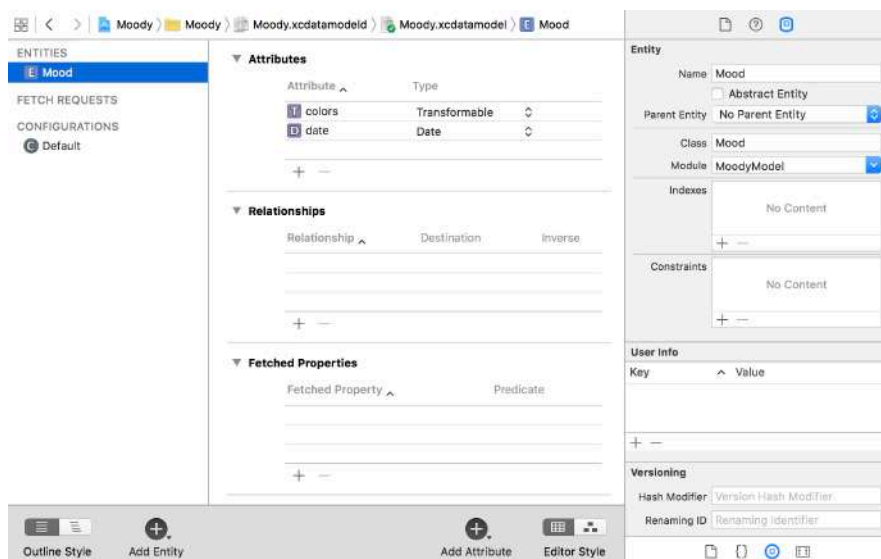 Moody Moody Moody.xcdatamodeld Moody.xcdatamodel E Mood
ENTITIES
E Mood
FETCH REQUESTS
CONFIGURATIONS
C Default
Attributes
Attribute Type
T colors Transformable
D date Date
+ −
Relationships
Relationship Destination Inverse
+ −
Fetched Properties
Fetched Property Predicate
+ −
Outline Style Add Entity Add Attribute Editor Style
Entity
Name Mood
Abstract Entity
Parent Entity No Parent Entity
Class Mood
Module MoodyModel
Indexes
No Content
+ −
Constraints
No Content
+ −
User Info
Key Value
+ −
Versioning
Hash Modifier Version Hash Modifier
Renaming ID Renaming Identifier